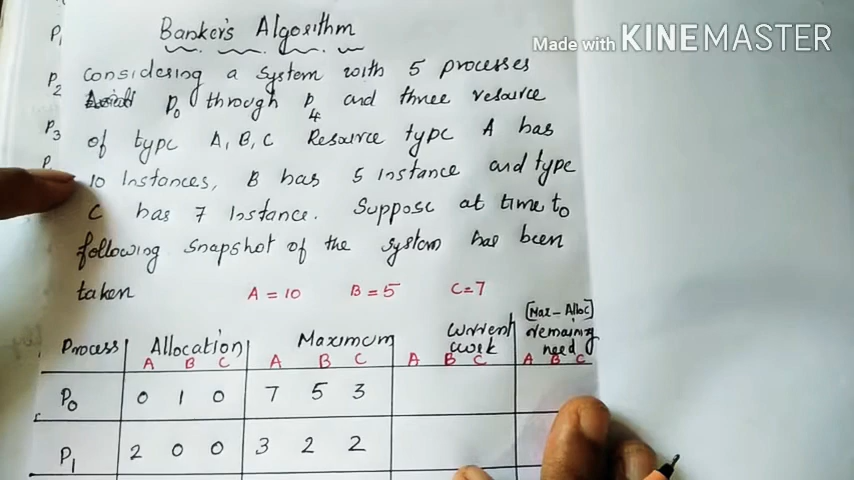 Made with KINEMASTER
P1
P2
P3
P
Banker's Algorithm
Considering a system with 5 processes
P0 through P4 and three resource
of type A, B, C Resource type A has
10 Instances, B has 5 instance and type
C has 7 Instance. Suppose at time to
following snapshot of the system has been
taken A = 10 B = 5 C = 7
Process Allocation Maximum current work [Max - Alloc] remaining need
A B C A B C A B C A B C
P0 0 1 0 7 5 3
P1 2 0 0 3 2 2